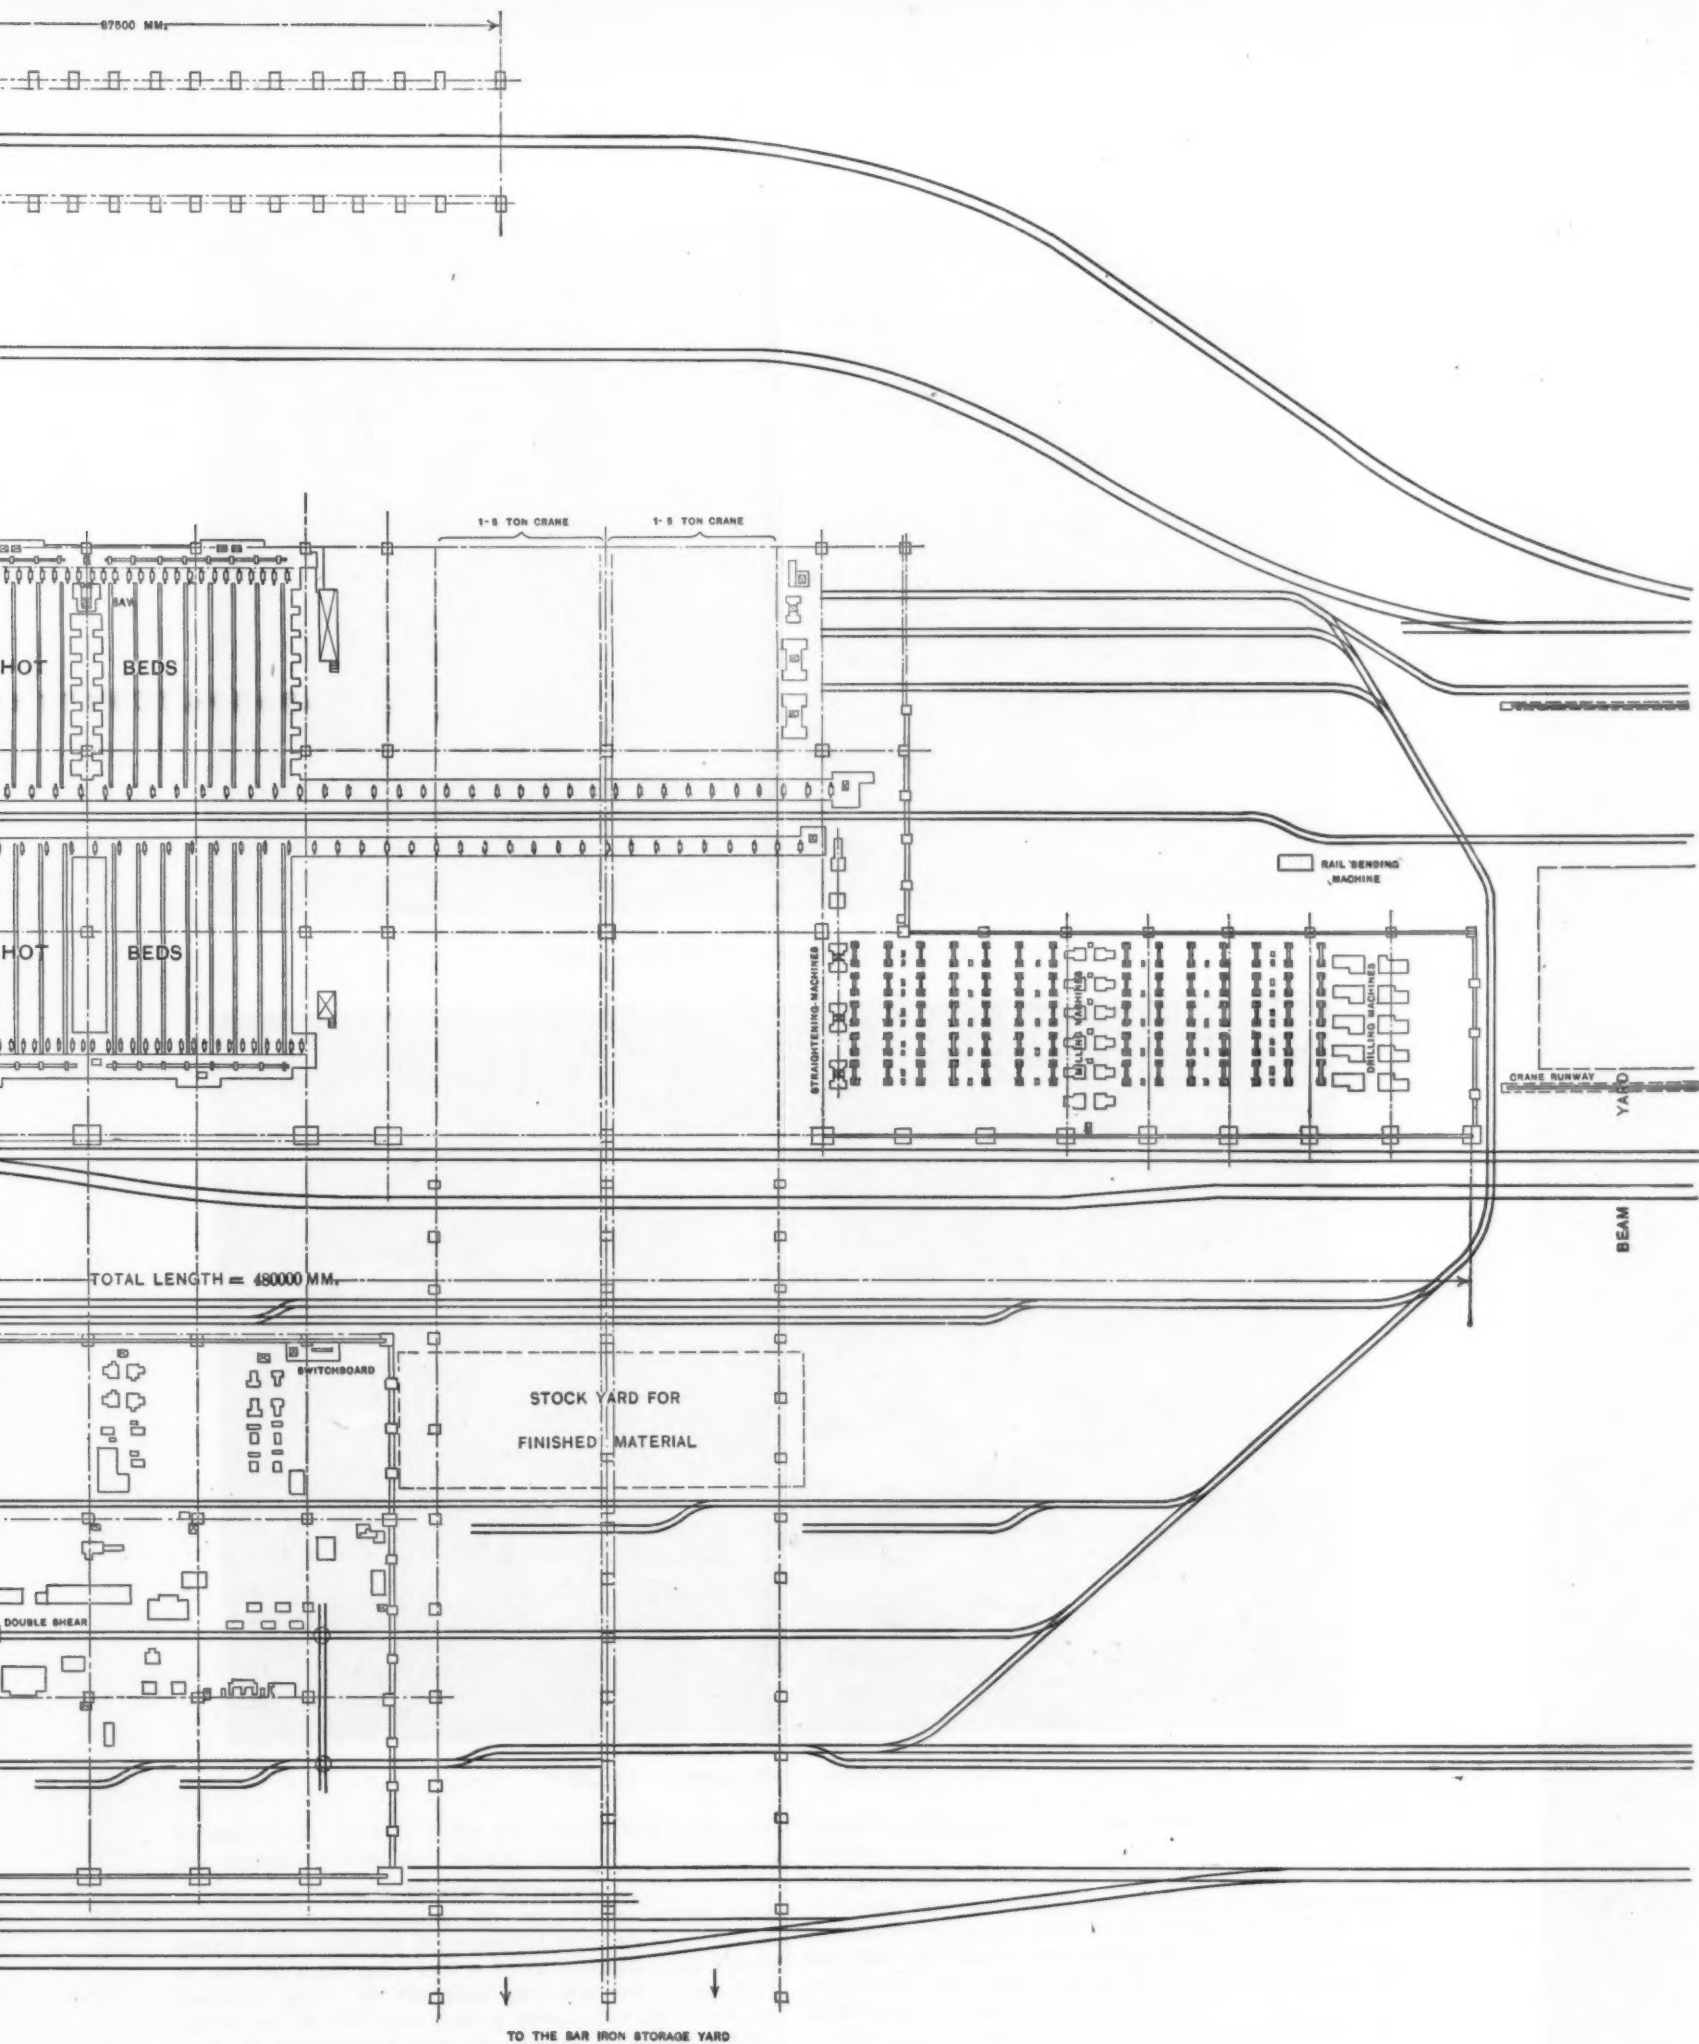 87500 MM.
1-5 TON CRANE
1-5 TON CRANE
SAW
HOT BEDS
RAIL BENDING
MACHINE
HOT BEDS
STRAIGHTENING MACHINES
MILLING MACHINES
DRILLING MACHINES
CRANE RUNWAY
BEAM YARD
TOTAL LENGTH = 480000 MM.
SWITCHBOARD
STOCK YARD FOR
FINISHED MATERIAL
DOUBLE SHEAR
TO THE BAR IRON STORAGE YARD